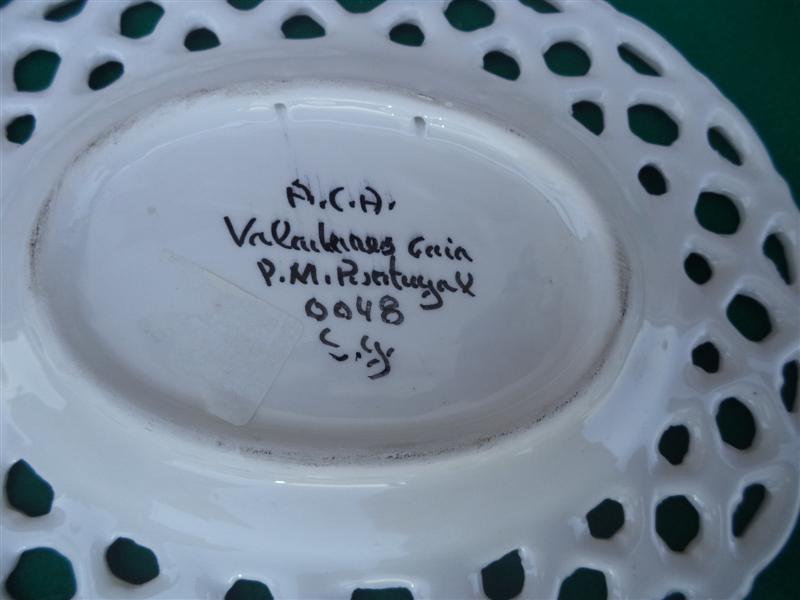 A.C.A.
Valadares Gaia
P.M. Portugal
0048